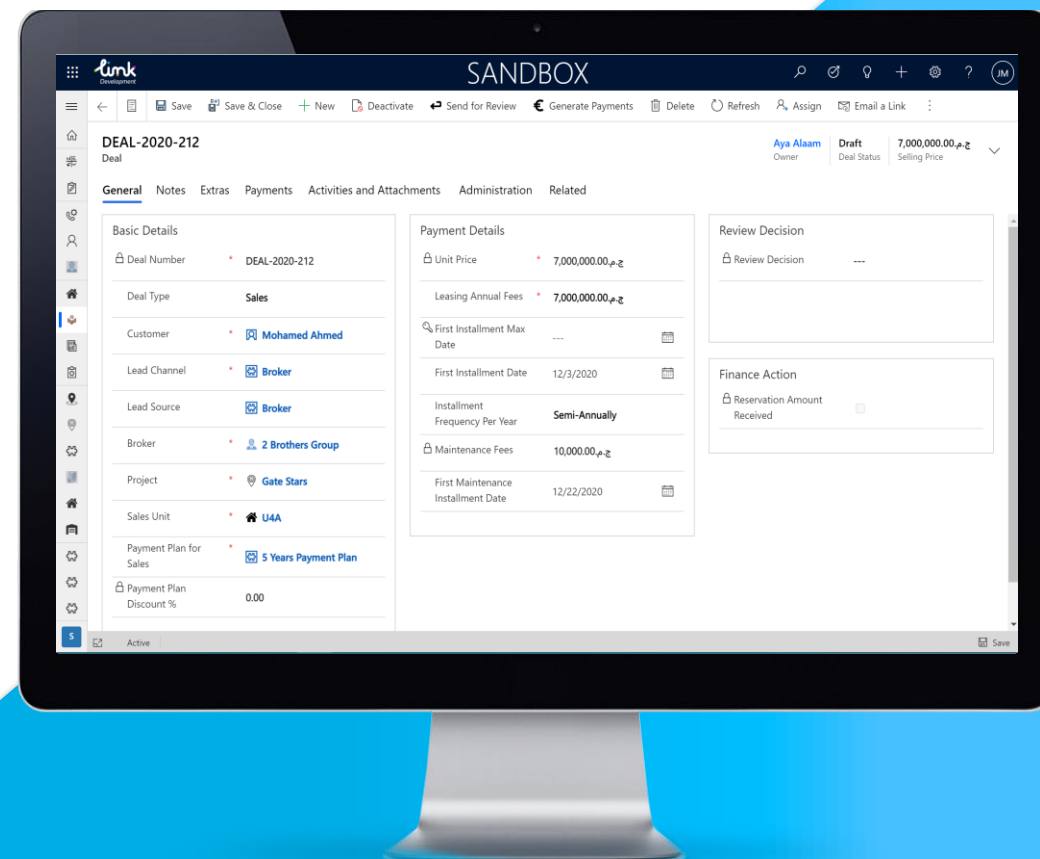 Link
Development
SANDBOX
?
JM
Save
Save & Close
New
Deactivate
Send for Review
€ Generate Payments
Delete
Refresh
Assign
Email a Link
DEAL-2020-212
Deal
Aya Alaam
Owner
Draft
Deal Status
ج.م.7,000,000.00
Selling Price
General Notes Extras Payments Activities and Attachments Administration Related
Basic Details
Deal Number * DEAL-2020-212
Deal Type Sales
Customer * Mohamed Ahmed
Lead Channel * Broker
Lead Source Broker
Broker * 2 Brothers Group
Project * Gate Stars
Sales Unit * U4A
Payment Plan for
Sales
* 5 Years Payment Plan
Payment Plan
Discount %
0.00
Payment Details
Unit Price * ج.م.7,000,000.00
Leasing Annual Fees * ج.م.7,000,000.00
First Installment Max
Date
---
First Installment Date 12/3/2020
Installment
Frequency Per Year
Semi-Annually
Maintenance Fees ج.م.10,000.00
First Maintenance
Installment Date
12/22/2020
Review Decision
Review Decision ---
Finance Action
Reservation Amount
Received
S
Active
Save